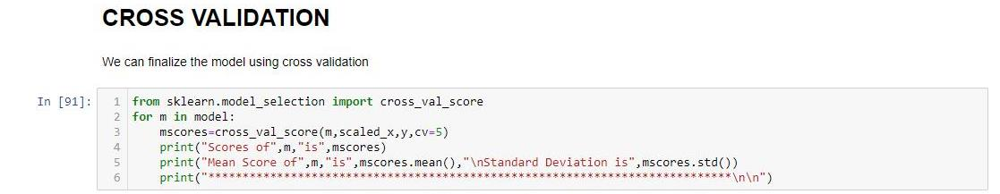 CROSS VALIDATION
We can finalize the model using cross validation
In [91]:
1 from sklearn.model_selection import cross_val_score
2 for m in model:
3     mscores=cross_val_score(m,scaled_x,y,cv=5)
4     print("Scores of",m,"is",mscores)
5     print("Mean Score of",m,"is",mscores.mean(),"\nStandard Deviation is",mscores.std())
6     print("****************************************************************************\n\n")